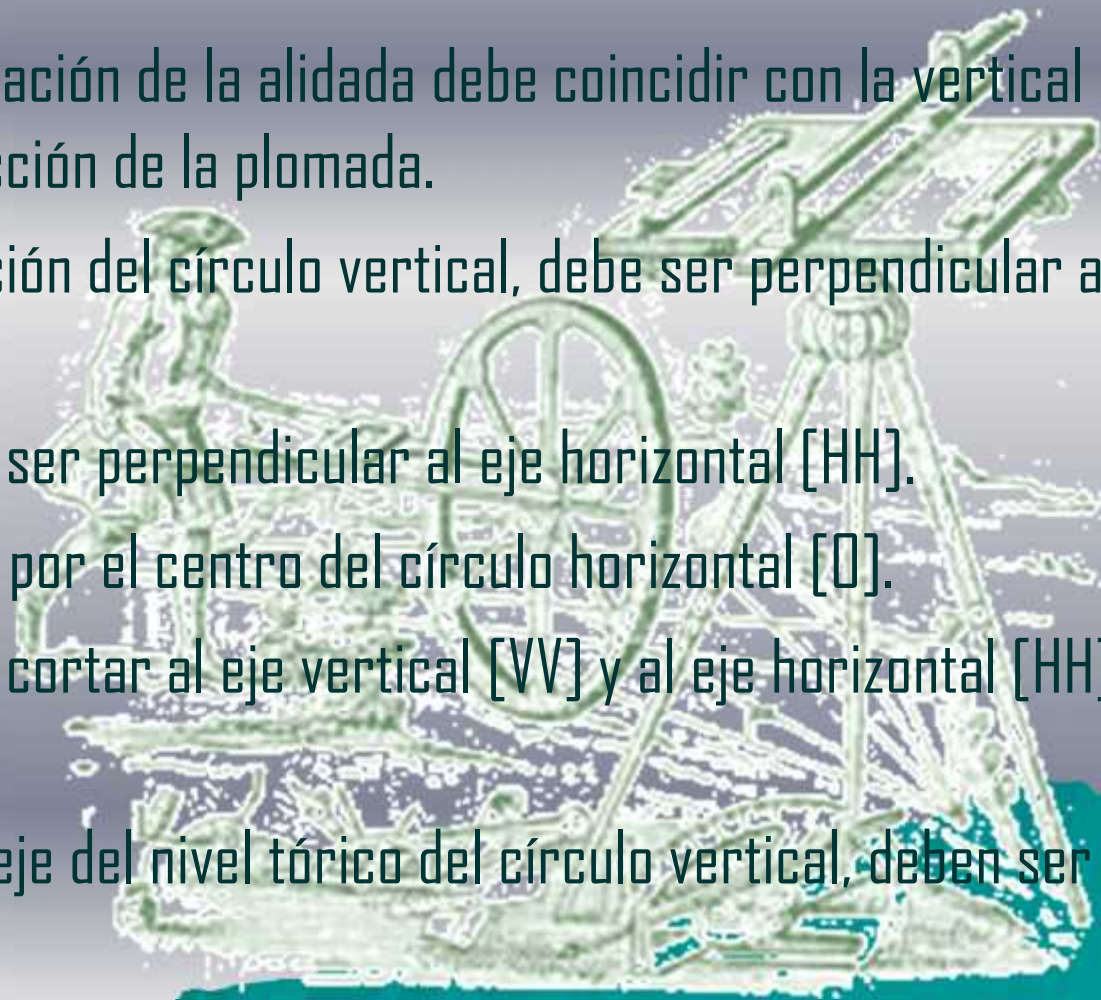 ación de la alidada debe coincidir con la vertical
cción de la plomada.
ción del círculo vertical, debe ser perpendicular a
ser perpendicular al eje horizontal [HH].
por el centro del círculo horizontal [O].
cortar al eje vertical [VV] y al eje horizontal [HH]
eje del nivel tórico del círculo vertical, deben ser